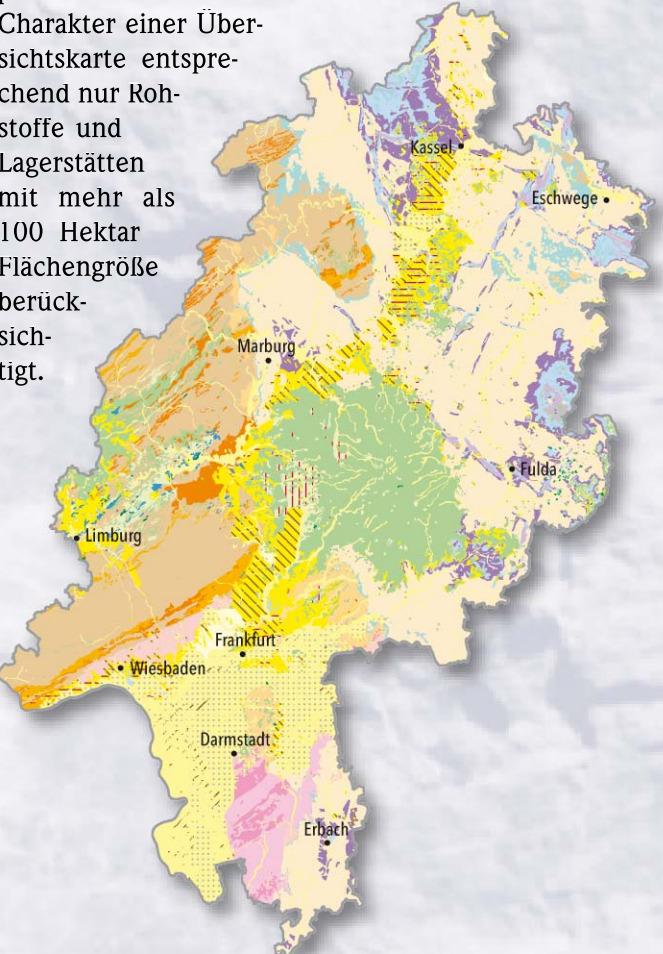 Charakter einer Über-
sichtskarte entspre-
chend nur Roh-
stoffe und
Lagerstätten
mit mehr als
100 Hektar
Flächengröße
berück-
sich-
tigt.
Kassel
Eschwege
Marburg
Fulda
Limburg
Frankfurt
Wiesbaden
Darmstadt
Erbach